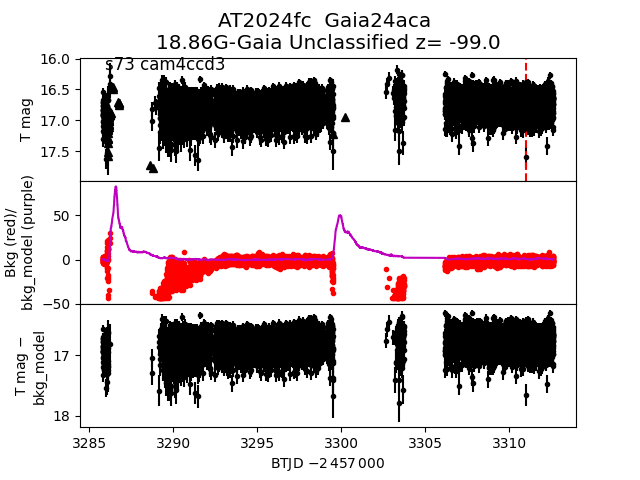 AT2024fc  Gaia24aca
18.86G-Gaia Unclassified z= -99.0
s73 cam4ccd3
16.0
16.5
17.0
17.5
T mag
50
0
−50
Bkg (red)/
bkg_model (purple)
17
18
T mag −
bkg_model
3285
3290
3295
3300
3305
3310
BTJD −2 457 000